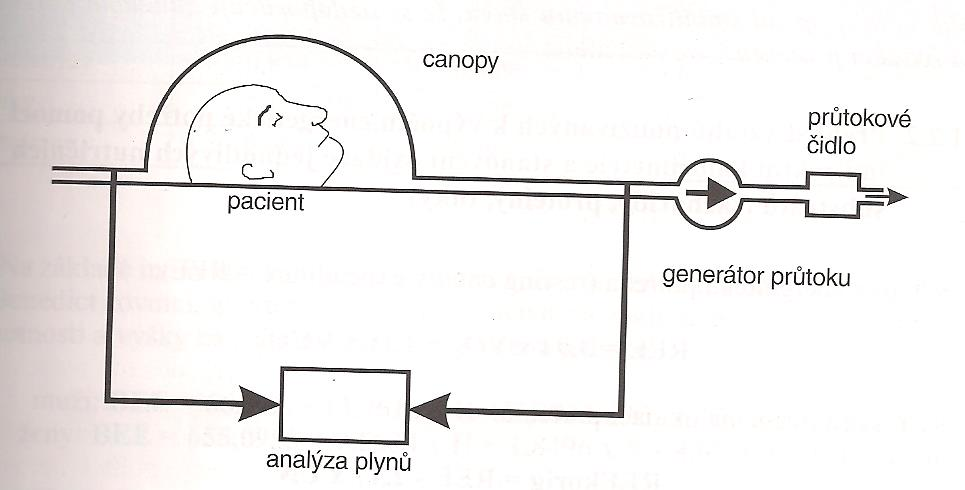 canopy
průtokové
čidlo
pacient
generátor průtoku
analýza plynů